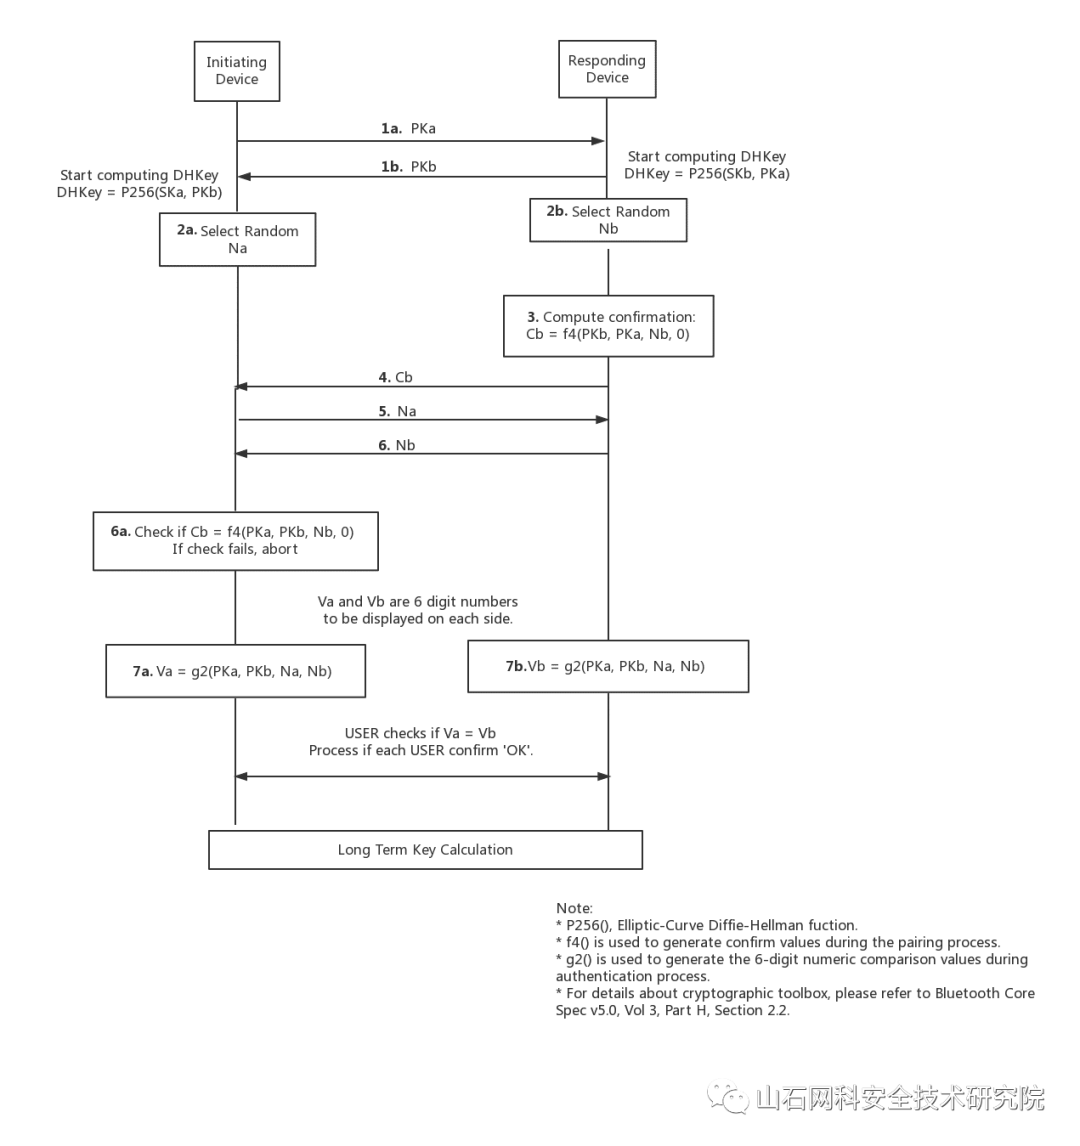 Initiating
Device
Responding
Device
1a. PKa
1b. PKb
Start computing DHKey
DHKey = P256(SKb, PKa)
Start computing DHKey
DHKey = P256(SKa, PKb)
2a. Select Random
Na
2b. Select Random
Nb
3. Compute confirmation:
Cb = f4(PKb, PKa, Nb, 0)
4. Cb
5. Na
6. Nb
6a. Check if Cb = f4(PKa, PKb, Nb, 0)
If check fails, abort
Va and Vb are 6 digit numbers
to be displayed on each side.
7a. Va = g2(PKa, PKb, Na, Nb)
7b.Vb = g2(PKa, PKb, Na, Nb)
USER checks if Va = Vb
Process if each USER confirm 'OK'.
Long Term Key Calculation
Note:
* P256(), Elliptic-Curve Diffie-Hellman fuction.
* f4() is used to generate confirm values during the pairing process.
* g2() is used to generate the 6-digit numeric comparison values during
authentication process.
* For details about cryptographic toolbox, please refer to Bluetooth Core
Spec v5.0, Vol 3, Part H, Section 2.2.
山石网科安全技术研究院